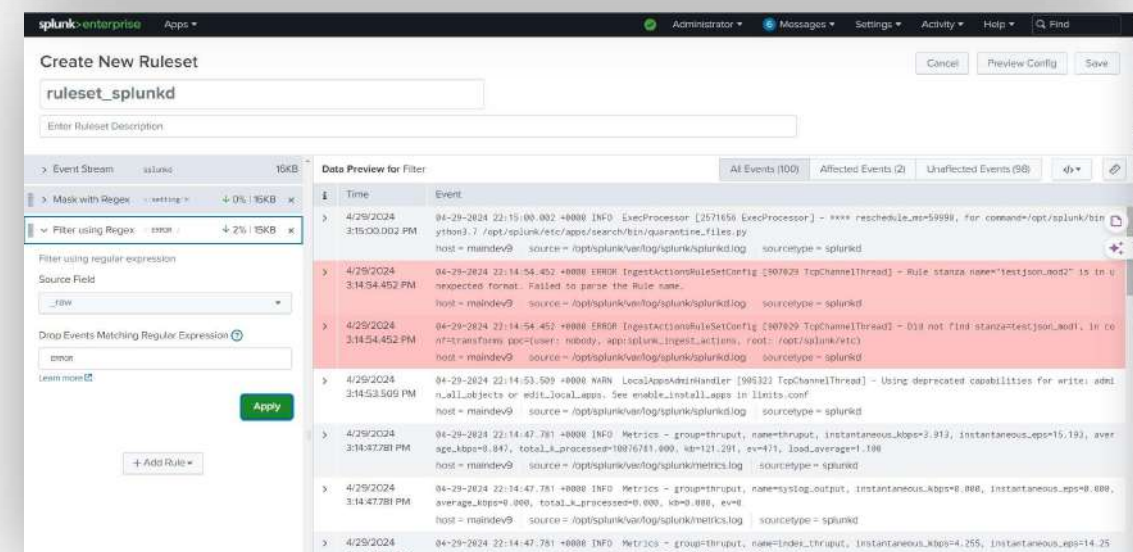 splunk>enterprise Apps ▾ Administrator ▾ 6 Messages ▾ Settings ▾ Activity ▾ Help ▾ Find
Create New Ruleset
Cancel Preview Config Save
ruleset_splunkd
Enter Ruleset Description
> Event Stream splunkd 16KB
Data Preview for Filter All Events (100) Affected Events (2) Unaffected Events (98)
> Mask with Regex ↓ 0% | 16KB ×
i Time Event
Filter using Regex ERROR ↓ 2% | 15KB ×
Filter using regular expression
Source Field
_raw
Drop Events Matching Regular Expression
ERROR
Learn more
Apply
+ Add Rule ▾
> 4/29/2024 3:15:00.002 PM
04-29-2024 22:15:00.002 +0000 INFO ExecProcessor [2571656 ExecProcessor] - **** reschedule_ms=59998, for command=/opt/splunk/bin
ython3.7 /opt/splunk/etc/apps/search/bin/quarantine_files.py
host = maindev9 source = /opt/splunk/var/log/splunk/splunkd.log sourcetype = splunkd
> 4/29/2024 3:14:54.452 PM
04-29-2024 22:14:54.452 +0000 ERROR IngestActionsRuleSetConfig [907029 TcpChannelThread] - Rule stanza name="testjson_mod2" is in u
nexpected format. Failed to parse the Rule name.
host = maindev9 source = /opt/splunk/var/log/splunk/splunkd.log sourcetype = splunkd
> 4/29/2024 3:14:54.452 PM
04-29-2024 22:14:54.452 +0000 ERROR IngestActionsRuleSetConfig [907029 TcpChannelThread] - Did not find stanza=testjson_mod1, in co
nf=transforms ppc=(user: nobody, app:splunk_ingest_actions, root: /opt/splunk/etc)
host = maindev9 source = /opt/splunk/var/log/splunk/splunkd.log sourcetype = splunkd
> 4/29/2024 3:14:53.509 PM
04-29-2024 22:14:53.509 +0000 WARN LocalAppsAdminHandler [905323 TcpChannelThread] - Using deprecated capabilities for write: admi
n_all_objects or edit_local_apps. See enable_install_apps in limits.conf
host = maindev9 source = /opt/splunk/var/log/splunk/splunkd.log sourcetype = splunkd
> 4/29/2024 3:14:47.781 PM
04-29-2024 22:14:47.781 +0000 INFO Metrics - group=thruput, name=thruput, instantaneous_kbps=3.913, instantaneous_eps=15.193, aver
age_kbps=0.847, total_k_processed=10076781.000, kb=121.291, ev=471, load_average=1.100
host = maindev9 source = /opt/splunk/var/log/splunk/metrics.log sourcetype = splunkd
> 4/29/2024 3:14:47.781 PM
04-29-2024 22:14:47.781 +0000 INFO Metrics - group=thruput, name=syslog_output, instantaneous_kbps=0.000, instantaneous_eps=0.000,
average_kbps=0.000, total_k_processed=0.000, kb=0.000, ev=0
host = maindev9 source = /opt/splunk/var/log/splunk/metrics.log sourcetype = splunkd
> 4/29/2024
04-29-2024 22:14:47.781 +0000 INFO Metrics - group=thruput, name=index_thruput, instantaneous_kbps=4.255, instantaneous_eps=14.25